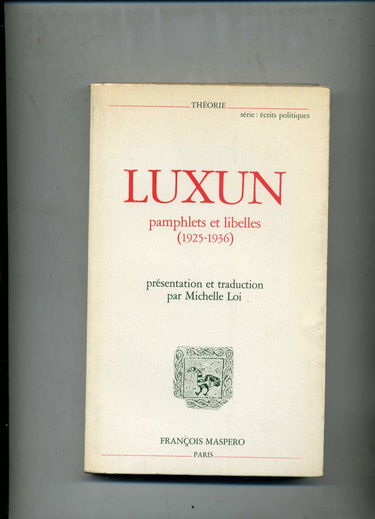 THÉORIE
série : écrits politiques
LUXUN
pamphlets et libelles
(1925-1936)
présentation et traduction
par Michelle Loi
FRANÇOIS MASPERO
PARIS